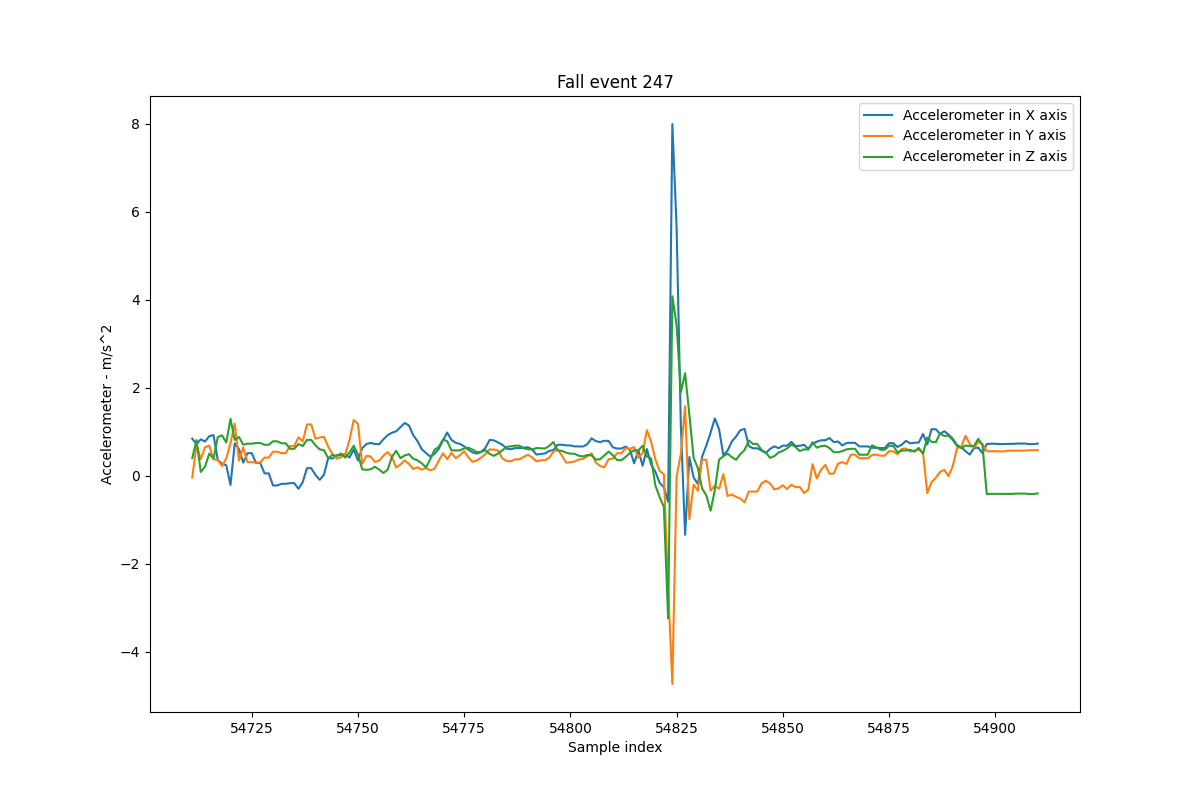 Fall event 247
Accelerometer in X axis
Accelerometer in Y axis
Accelerometer in Z axis
8
6
4
2
0
−2
−4
Acceleromeder - m/s^2
54725 54750 54775 54800 54825 54850 54875 54900
Sample index